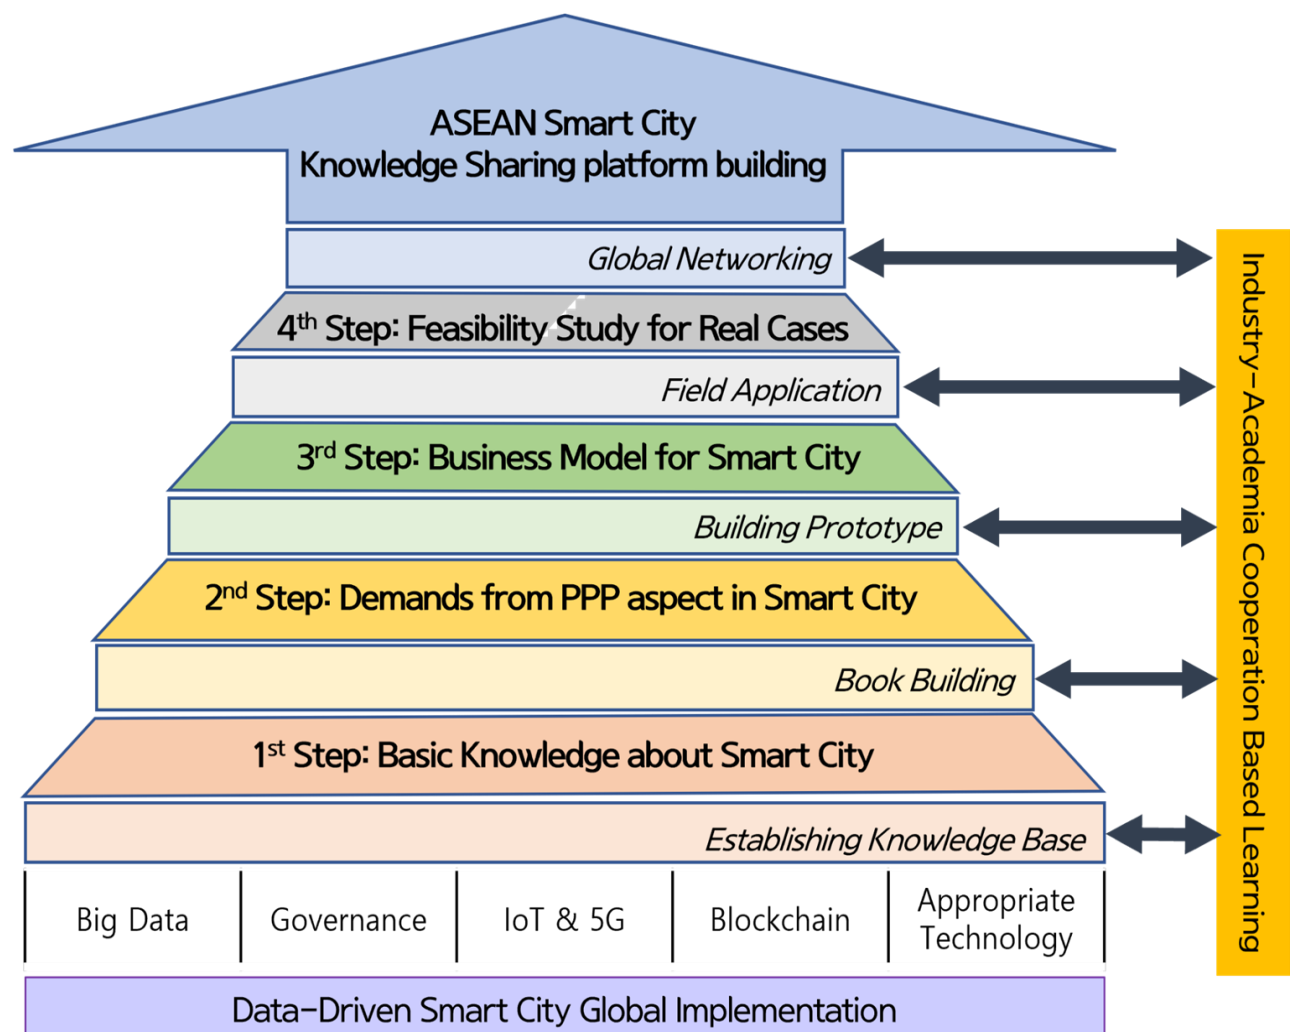 ASEAN Smart City
Knowledge Sharing platform building
Global Networking
4th Step: Feasibility Study for Real Cases
Field Application
3rd Step: Business Model for Smart City
Building Prototype
2nd Step: Demands from PPP aspect in Smart City
Book Building
1st Step: Basic Knowledge about Smart City
Establishing Knowledge Base
Big Data
Governance
IoT & 5G
Blockchain
Appropriate
Technology
Data-Driven Smart City Global Implementation
Industry-Academia Cooperation Based Learning